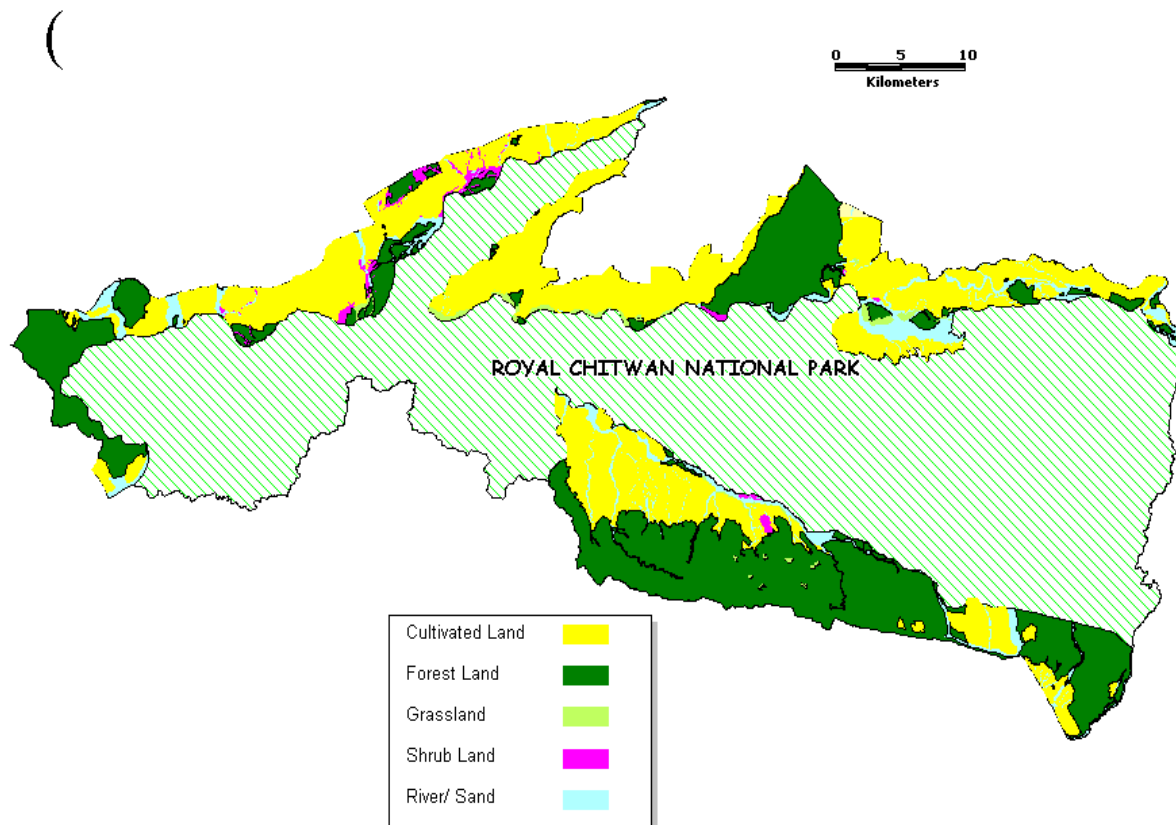 (
0 5 10
Kilometers
ROYAL CHITWAN NATIONAL PARK
Cultivated Land
Forest Land
Grassland
Shrub Land
River/ Sand